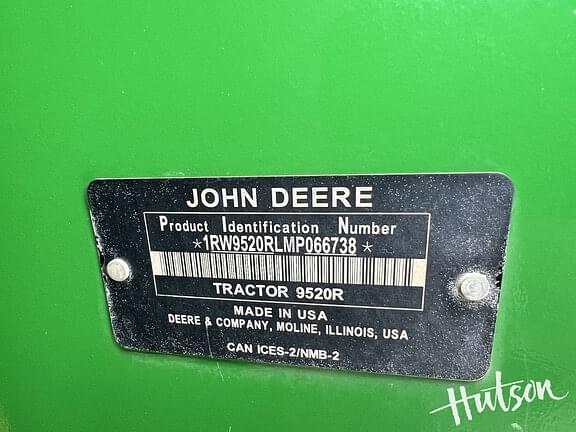 JOHN DEERE
Product Identification Number
*1RW9520RLMP066738*
TRACTOR 9520R
MADE IN USA
DEERE & COMPANY, MOLINE, ILLINOIS, USA
CAN ICES-2/NMB-2
Hutson